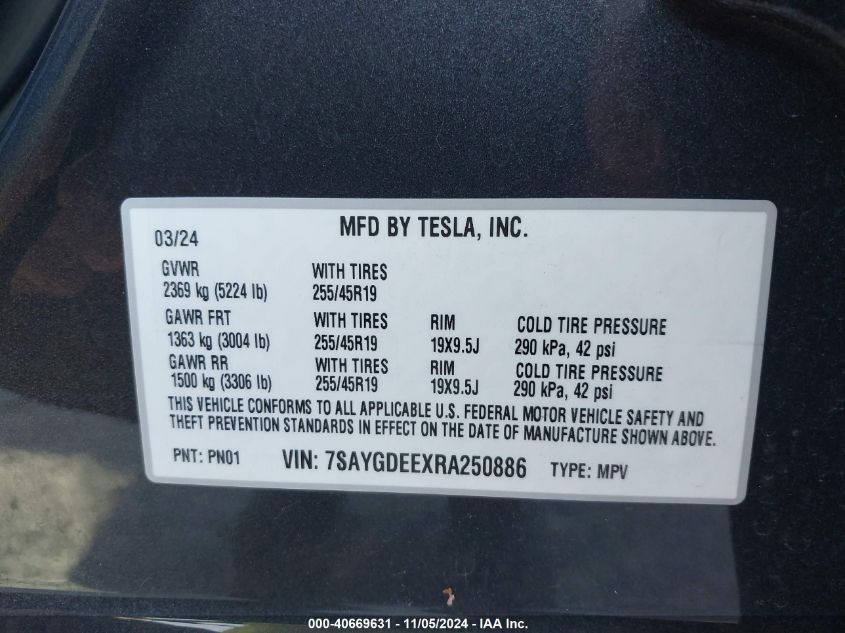 MFD BY TESLA, INC.
03/24
GVWR WITH TIRES
2369 kg (5224 lb) 255/45R19
GAWR FRT WITH TIRES RIM COLD TIRE PRESSURE
1363 kg (3004 lb) 255/45R19 19X9.5J 290 kPa, 42 psi
GAWR RR WITH TIRES RIM COLD TIRE PRESSURE
1500 kg (3306 lb) 255/45R19 19X9.5J 290 kPa, 42 psi
THIS VEHICLE CONFORMS TO ALL APPLICABLE U.S. FEDERAL MOTOR VEHICLE SAFETY AND
THEFT PREVENTION STANDARDS IN EFFECT ON THE DATE OF MANUFACTURE SHOWN ABOVE.
PNT: PN01 VIN: 7SAYGDEEXRA250886 TYPE: MPV
000-40669631 - 11/05/2024 - IAA Inc.